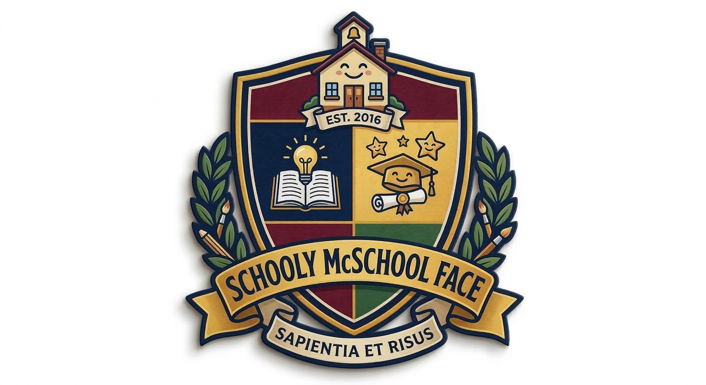 EST. 2016
SCHOOLY McSCHOOL FACE
SAPIENTIA ET RISUS